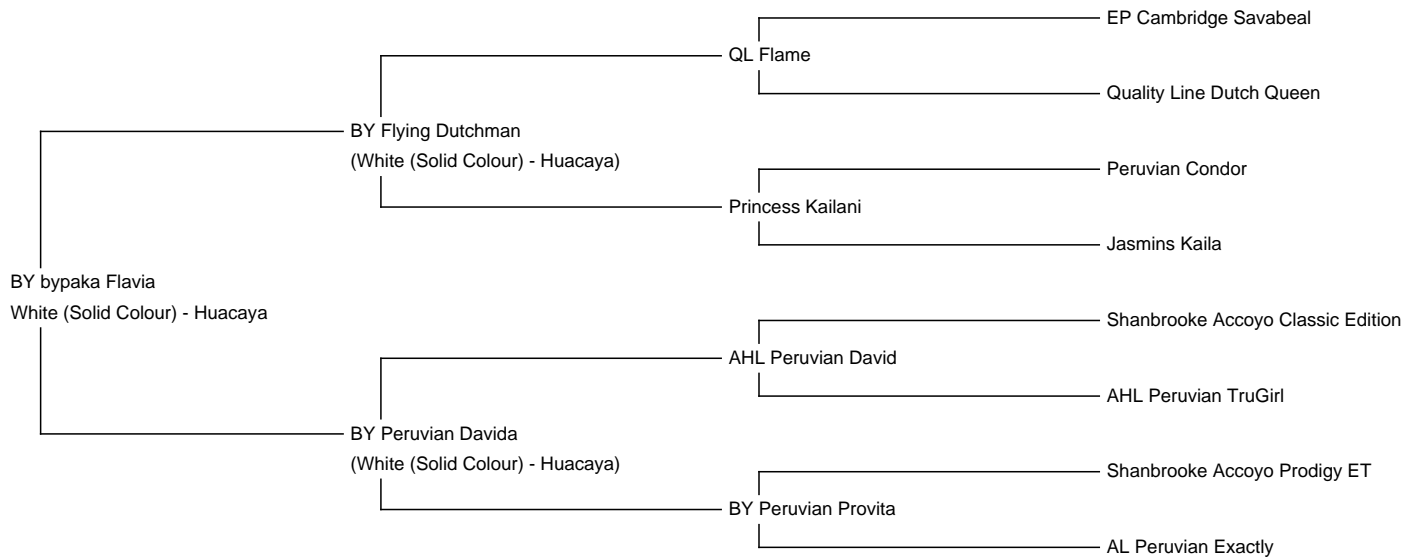 EP Cambridge Savabeal
QL Flame
Quality Line Dutch Queen
BY Flying Dutchman
(White (Solid Colour) - Huacaya)
Peruvian Condor
Princess Kailani
Jasmins Kaila
BY bypaka Flavia
White (Solid Colour) - Huacaya
Shanbrooke Accoyo Classic Edition
AHL Peruvian David
AHL Peruvian TruGirl
BY Peruvian Davida
(White (Solid Colour) - Huacaya)
Shanbrooke Accoyo Prodigy ET
BY Peruvian Provita
AL Peruvian Exactly